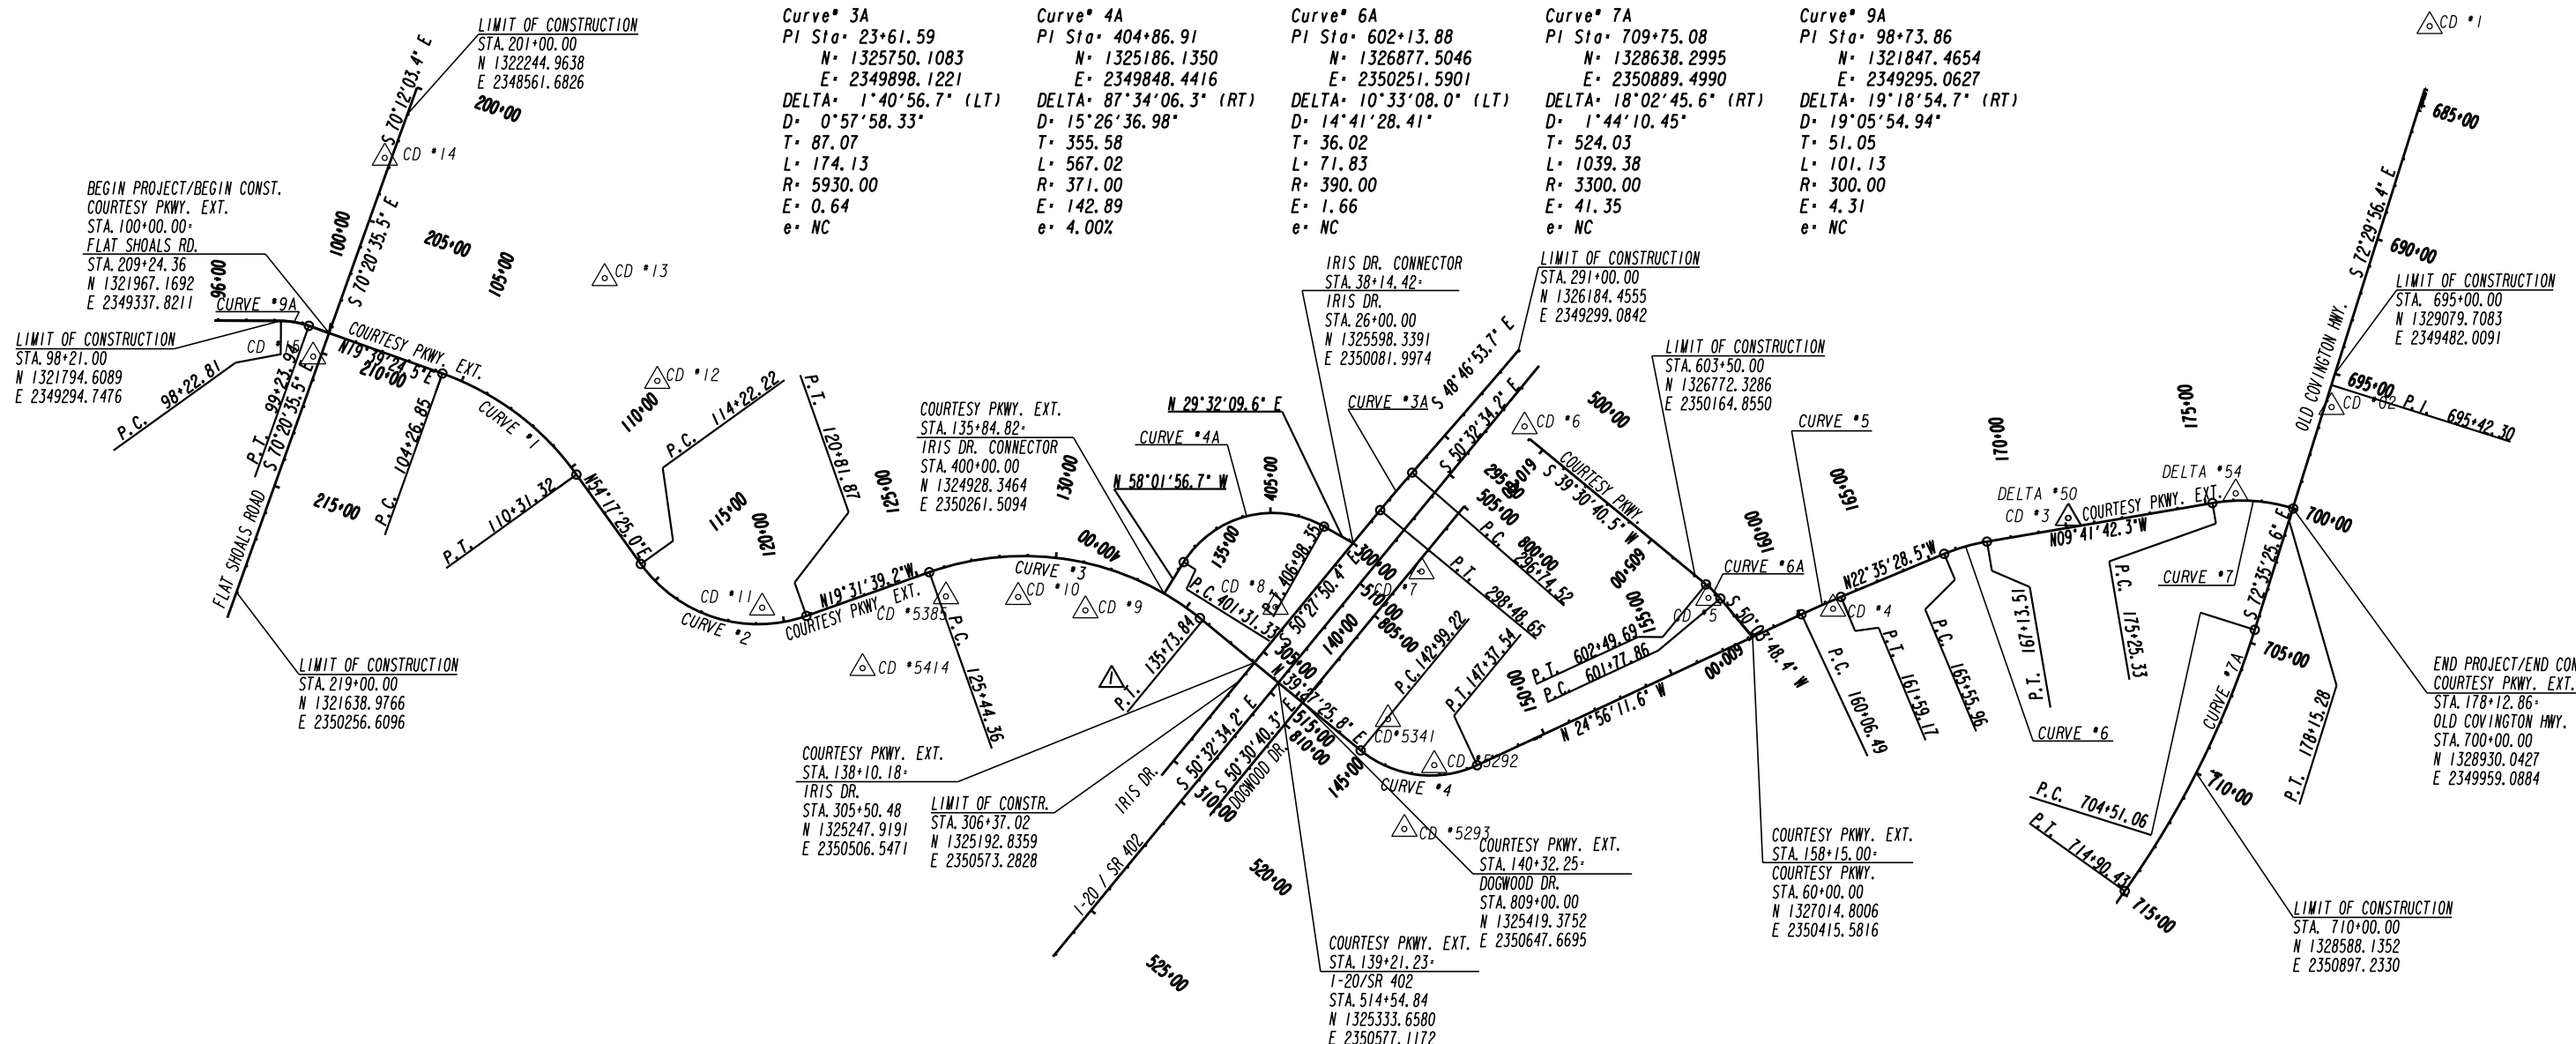 Curve# 3A
PI Sta= 23+61.59
N= 1325750.1083
E= 2349898.1221
DELTA= 1°40'56.7" (LT)
D= 0°57'58.33"
T= 87.07
L= 174.13
R= 5930.00
E= 0.64
e= NC
Curve# 4A
PI Sta= 404+86.91
N= 1325186.1350
E= 2349848.4416
DELTA= 87°34'06.3" (RT)
D= 15°26'36.98"
T= 355.58
L= 567.02
R= 371.00
E= 142.89
e= 4.00%
Curve# 6A
PI Sta= 602+13.88
N= 1326877.5046
E= 2350251.5901
DELTA= 10°33'08.0" (LT)
D= 14°41'28.41"
T= 36.02
L= 71.83
R= 390.00
E= 1.66
e= NC
Curve# 7A
PI Sta= 709+75.08
N= 1328638.2995
E= 2350889.4990
DELTA= 18°02'45.6" (RT)
D= 1°44'10.45"
T= 524.03
L= 1039.38
R= 3300.00
E= 41.35
e= NC
Curve# 9A
PI Sta= 98+73.86
N= 1321847.4654
E= 2349295.0627
DELTA= 19°18'54.7" (RT)
D= 19°05'54.94"
T= 51.05
L= 101.13
R= 300.00
E= 4.31
e= NC
CD #1
LIMIT OF CONSTRUCTION
STA. 201+00.00
N 1322244.9638
E 2348561.6826
S 70°12'03.4" E
200+00
CD #14
BEGIN PROJECT/BEGIN CONST.
COURTESY PKWY. EXT.
STA. 100+00.00=
FLAT SHOALS RD.
STA. 209+24.36
N 1321967.1692
E 2349337.8211
96+00
CURVE #9A
100+00
S 70°20'35.5" E
205+00
105+00
CD #13
LIMIT OF CONSTRUCTION
STA. 98+21.00
N 1321794.6089
E 2349294.7476
P.C. 98+22.81
P.T. 99+23.94
S 70°20'35.5" E
FLAT SHOALS ROAD
COURTESY PKWY. EXT.
N19°39'24.5"E
210+00
215+00
P.C. 104+26.85
CURVE #1
110+00
CD #12
P.T. 110+31.32
N54°17'25.0"E
P.C. 114+22.22
115+00
120+00
P.T. 120+81.87
CD #11
CURVE #2
N19°31'39.2"W
COURTESY PKWY. EXT.
125+00
CD #5385
CD #5414
P.C. 125+44.36
CURVE #3
CD #10
CD #9
130+00
400+00
LIMIT OF CONSTRUCTION
STA. 219+00.00
N 1321638.9766
E 2350256.6096
COURTESY PKWY. EXT.
STA. 135+84.82=
IRIS DR. CONNECTOR
STA. 400+00.00
N 1324928.3464
E 2350261.5094
N 29°32'09.6" E
CURVE #4A
N 58°01'56.7" W
405+00
135+00
CD #8
P.C. 401+31.33
P.T. 406+98.35
1
P.T. 135+73.84
IRIS DR. CONNECTOR
STA. 38+14.42=
IRIS DR.
STA. 26+00.00
N 1325598.3391
E 2350081.9974
LIMIT OF CONSTRUCTION
STA. 291+00.00
N 1326184.4555
E 2349299.0842
CURVE #3A
S 48°46'53.7" E
S 50°32'34.2" E
CD #6
500+00
295+00
505+00
P.C. 296+74.52
800+00
300+00
P.T. 298+48.65
S 50°27'50.4" E
CD #7
510+00
805+00
140+00
305+00
N 39°27'25.8" E
S 50°32'34.2" E
S 50°30'40.3" E
IRIS DR.
DOGWOOD DR.
I-20 / SR 402
310+00
515+00
810+00
145+00
520+00
525+00
P.C. 142+99.22
CD#5341
P.T. 147+37.54
CURVE #4
CD #5292
CD #5293
150+00
COURTESY PKWY. EXT.
STA. 138+10.18=
IRIS DR.
STA. 305+50.48
N 1325247.9191
E 2350506.5471
LIMIT OF CONSTR.
STA. 306+37.02
N 1325192.8359
E 2350573.2828
COURTESY PKWY. EXT.
STA. 139+21.23=
I-20/SR 402
STA. 514+54.84
N 1325333.6580
E 2350577.1172
COURTESY PKWY. EXT.
STA. 140+32.25=
DOGWOOD DR.
STA. 809+00.00
N 1325419.3752
E 2350647.6695
COURTESY PKWY.
S 39°30'40.5" W
610+00
605+00
155+00
P.T. 602+49.69
P.C. 601+77.86
600+00
N 24°56'11.6" W
LIMIT OF CONSTRUCTION
STA. 603+50.00
N 1326772.3286
E 2350164.8550
CURVE #6A
CD #5
S 50°03'48.4" W
160+00
CURVE #5
165+00
CD #4
N22°35'28.5"W
P.C. 160+06.49
P.T. 161+59.17
P.C. 165+55.96
P.T. 167+13.51
CURVE #6
COURTESY PKWY. EXT.
STA. 158+15.00=
COURTESY PKWY.
STA. 60+00.00
N 1327014.8006
E 2350415.5816
170+00
DELTA #50
CD #3
COURTESY PKWY. EXT.
N09°41'42.3"W
175+00
DELTA #54
CURVE #7
P.C. 175+25.33
P.T. 178+15.28
685+00
S 72°29'56.4" E
690+00
LIMIT OF CONSTRUCTION
STA. 695+00.00
N 1329079.7083
E 2349482.0091
OLD COVINGTON HWY.
695+00
P.I. 695+42.30
700+00
S 72°35'25.6" E
705+00
CURVE #7A
710+00
P.C. 704+51.06
P.T. 714+90.43
715+00
STA. 178+12.86=
COURTESY PKWY. EXT.
OLD COVINGTON HWY.
STA. 700+00.00
N 1328930.0427
E 2349959.0884
LIMIT OF CONSTRUCTION
STA. 710+00.00
N 1328588.1352
E 2350897.2330